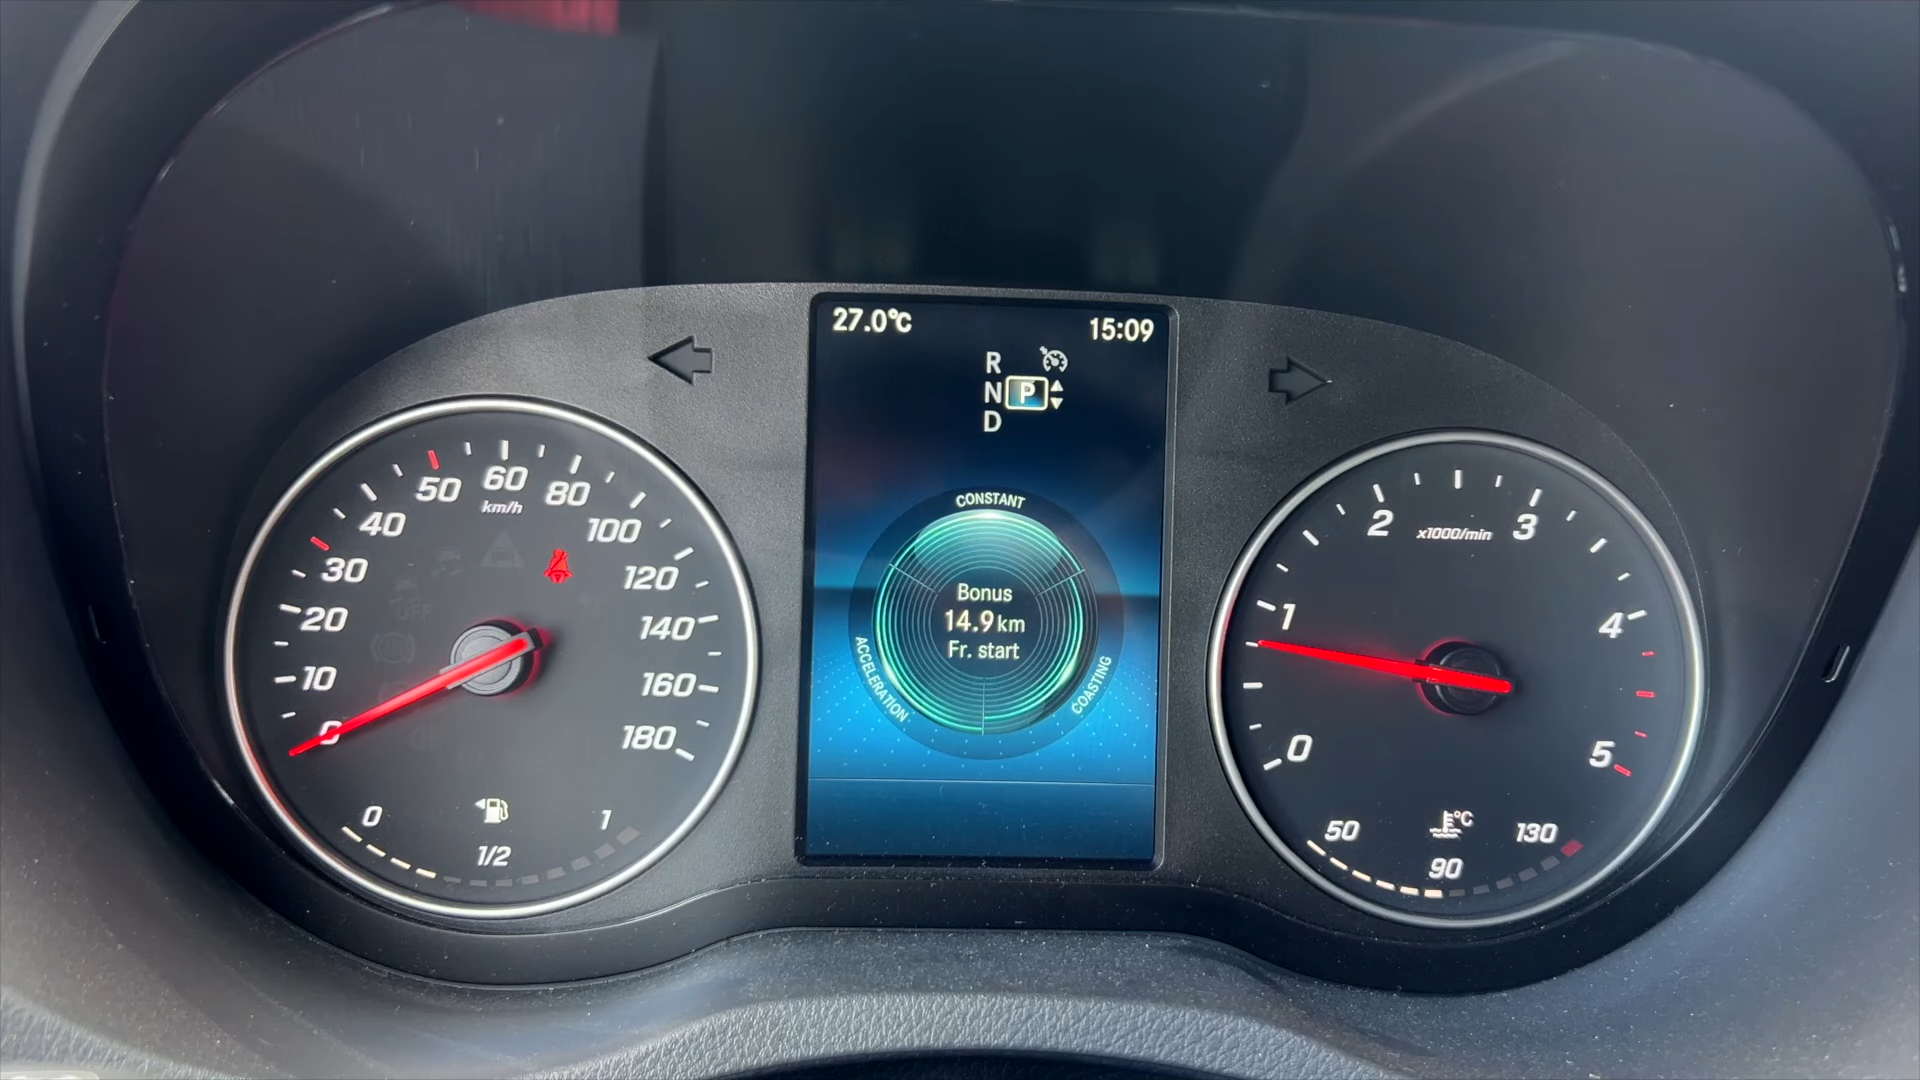 27.0°C
15:09
R
N P
D
CONSTANT
Bonus
14.9 km
Fr. start
ACCELERATION
COASTING
0
10
20
30
40
50
60
80
100
120
140
160
180
km/h
OFF
0
1/2
1
0
1
2
3
4
5
x1000/min
°C
50
90
130